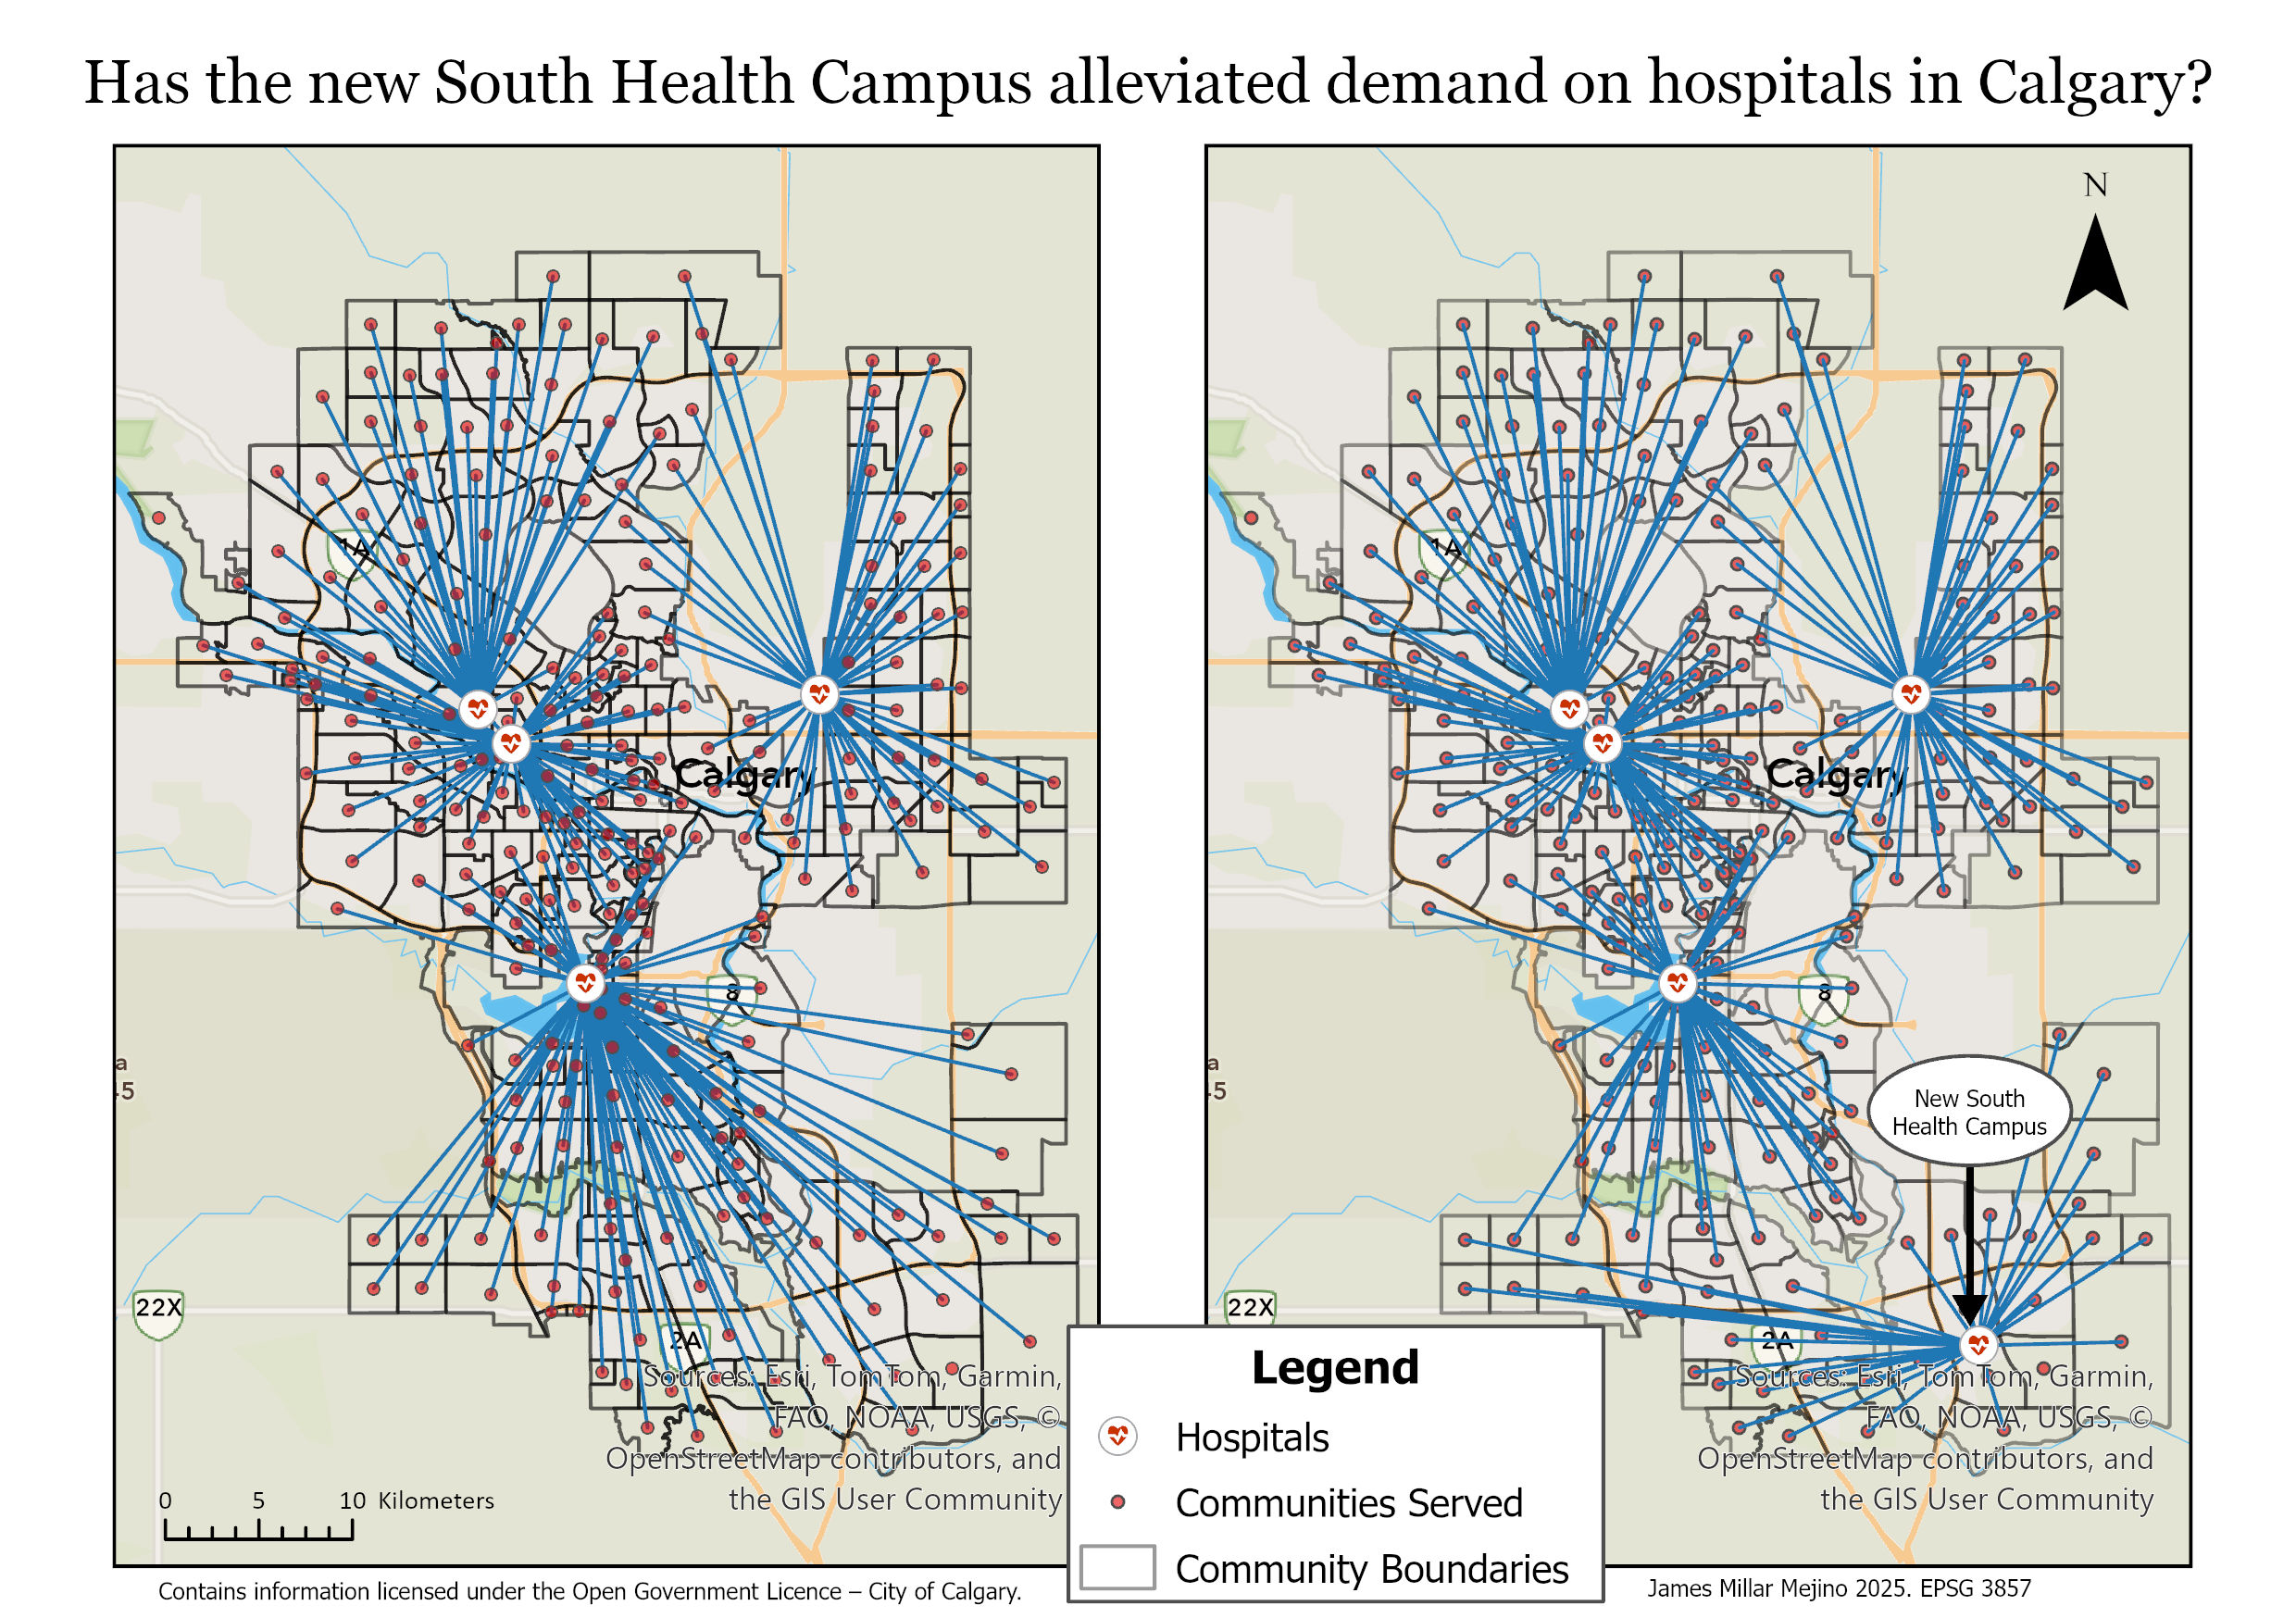 Has the new South Health Campus alleviated demand on hospitals in Calgary?
1A
Calgary
8
a
45
22X
2A
Sources: Esri, TomTom, Garmin,
FAO, NOAA, USGS, ©
OpenStreetMap contributors, and
the GIS User Community
0 5 10 Kilometers
N
1A
Calgary
8
a
45
New South
Health Campus
22X
2A
Sources: Esri, TomTom, Garmin,
FAO, NOAA, USGS, ©
OpenStreetMap contributors, and
the GIS User Community
Legend
Hospitals
Communities Served
Community Boundaries
Contains information licensed under the Open Government Licence – City of Calgary.
James Millar Mejino 2025. EPSG 3857